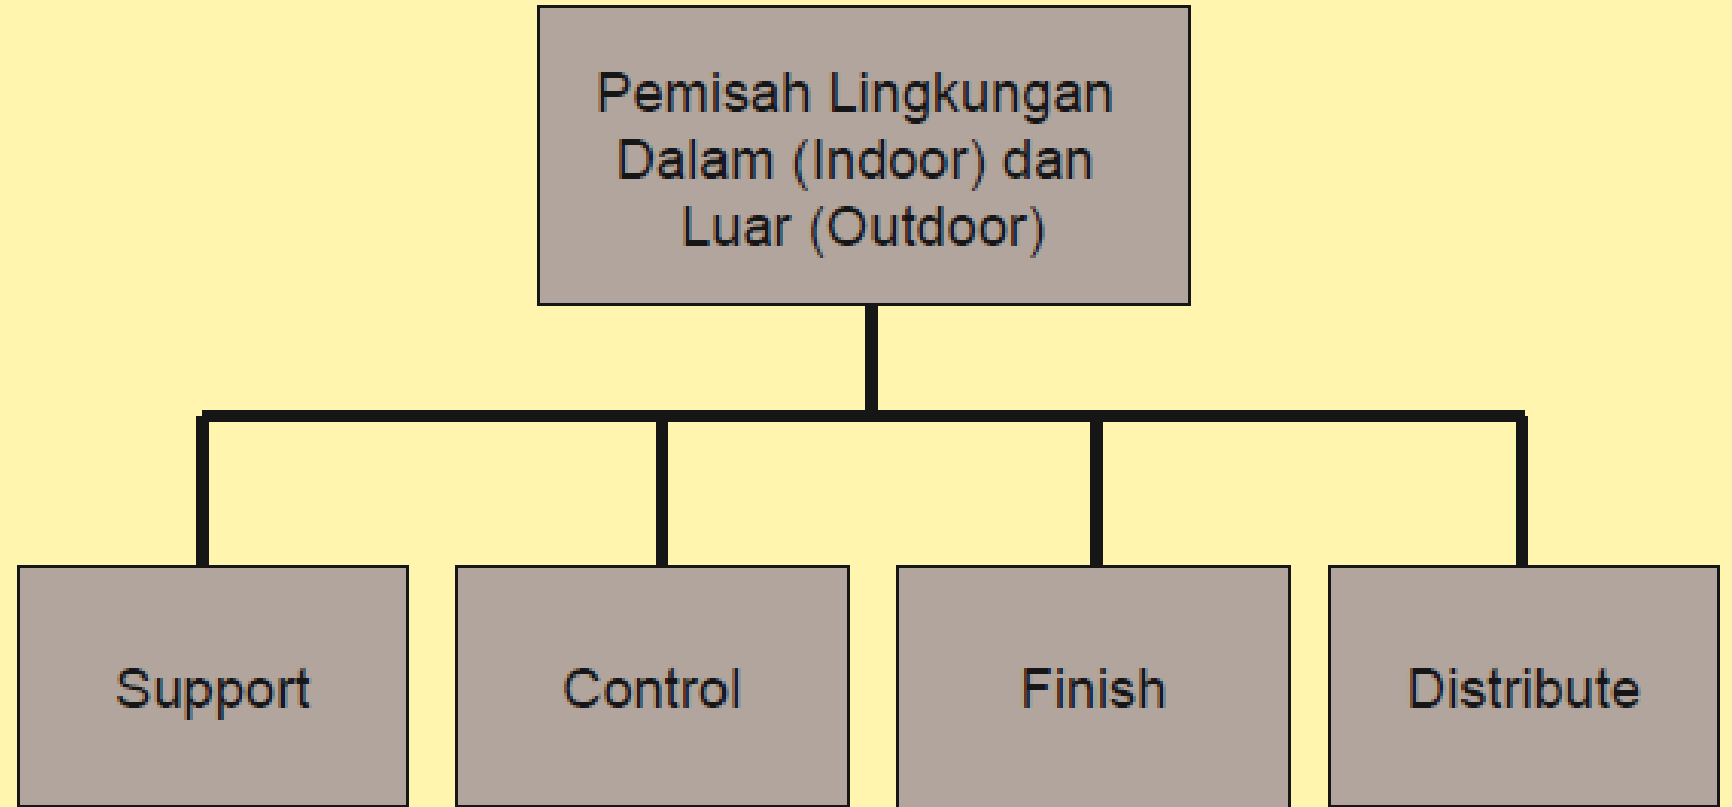 Pemisah Lingkungan
Dalam (Indoor) dan
Luar (Outdoor)
Support
Control
Finish
Distribute